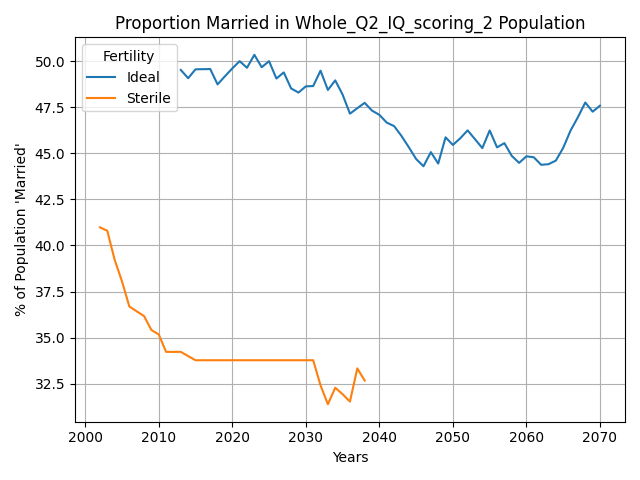 Proportion Married in Whole_Q2_IQ_scoring_2 Population
Fertility
Ideal
Sterile
% of Population 'Married'
50.0
47.5
45.0
42.5
40.0
37.5
35.0
32.5
2000
2010
2020
2030
2040
2050
2060
2070
Years